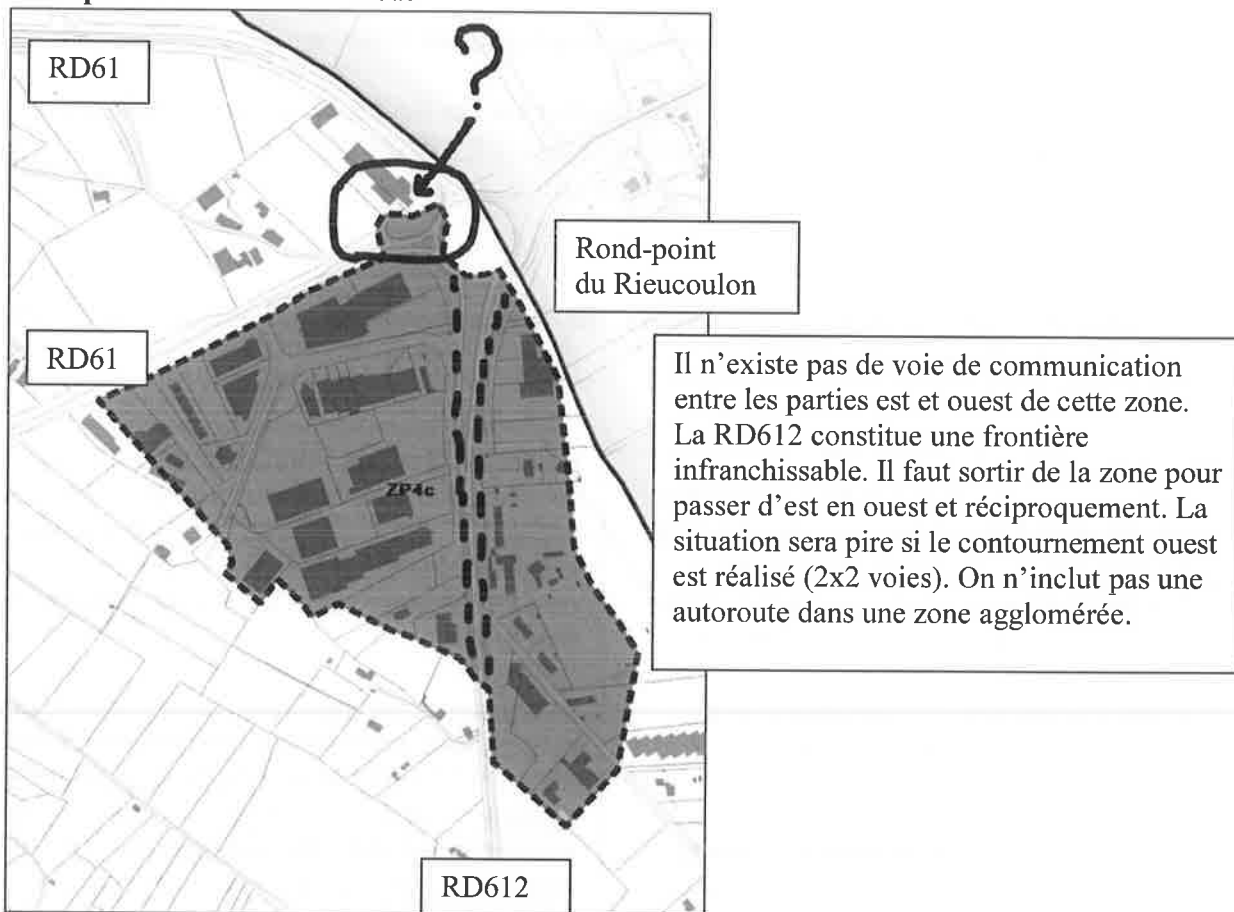 RD61
?
Rond-point
du Rieucoulon
RD61
Il n'existe pas de voie de communication
entre les parties est et ouest de cette zone.
La RD612 constitue une frontière
infranchissable. Il faut sortir de la zone pour
passer d'est en ouest et réciproquement. La
situation sera pire si le contournement ouest
est réalisé (2x2 voies). On n'inclut pas une
autoroute dans une zone agglomérée.
ZP4c
RD612